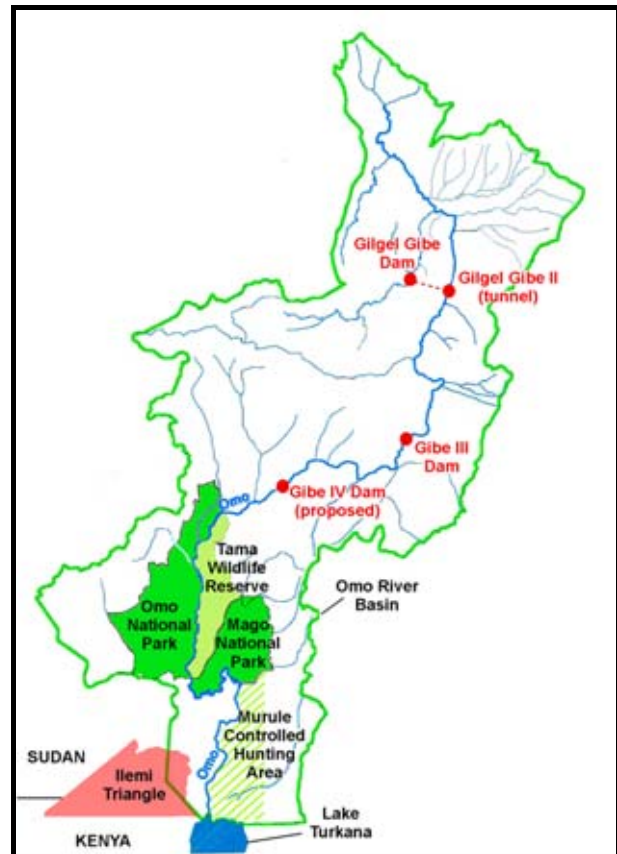 Gilgel Gibe
Dam
Gilgel Gibe II
(tunnel)
Gibe III
Dam
Omo
Gibe IV Dam
(proposed)
Tama
Wildlife
Reserve
Omo River
Basin
Omo
National
Park
Mago
National
Park
Murule
Controlled
Hunting
Area
Omo
SUDAN
Ilemi
Triangle
Lake
Turkana
KENYA